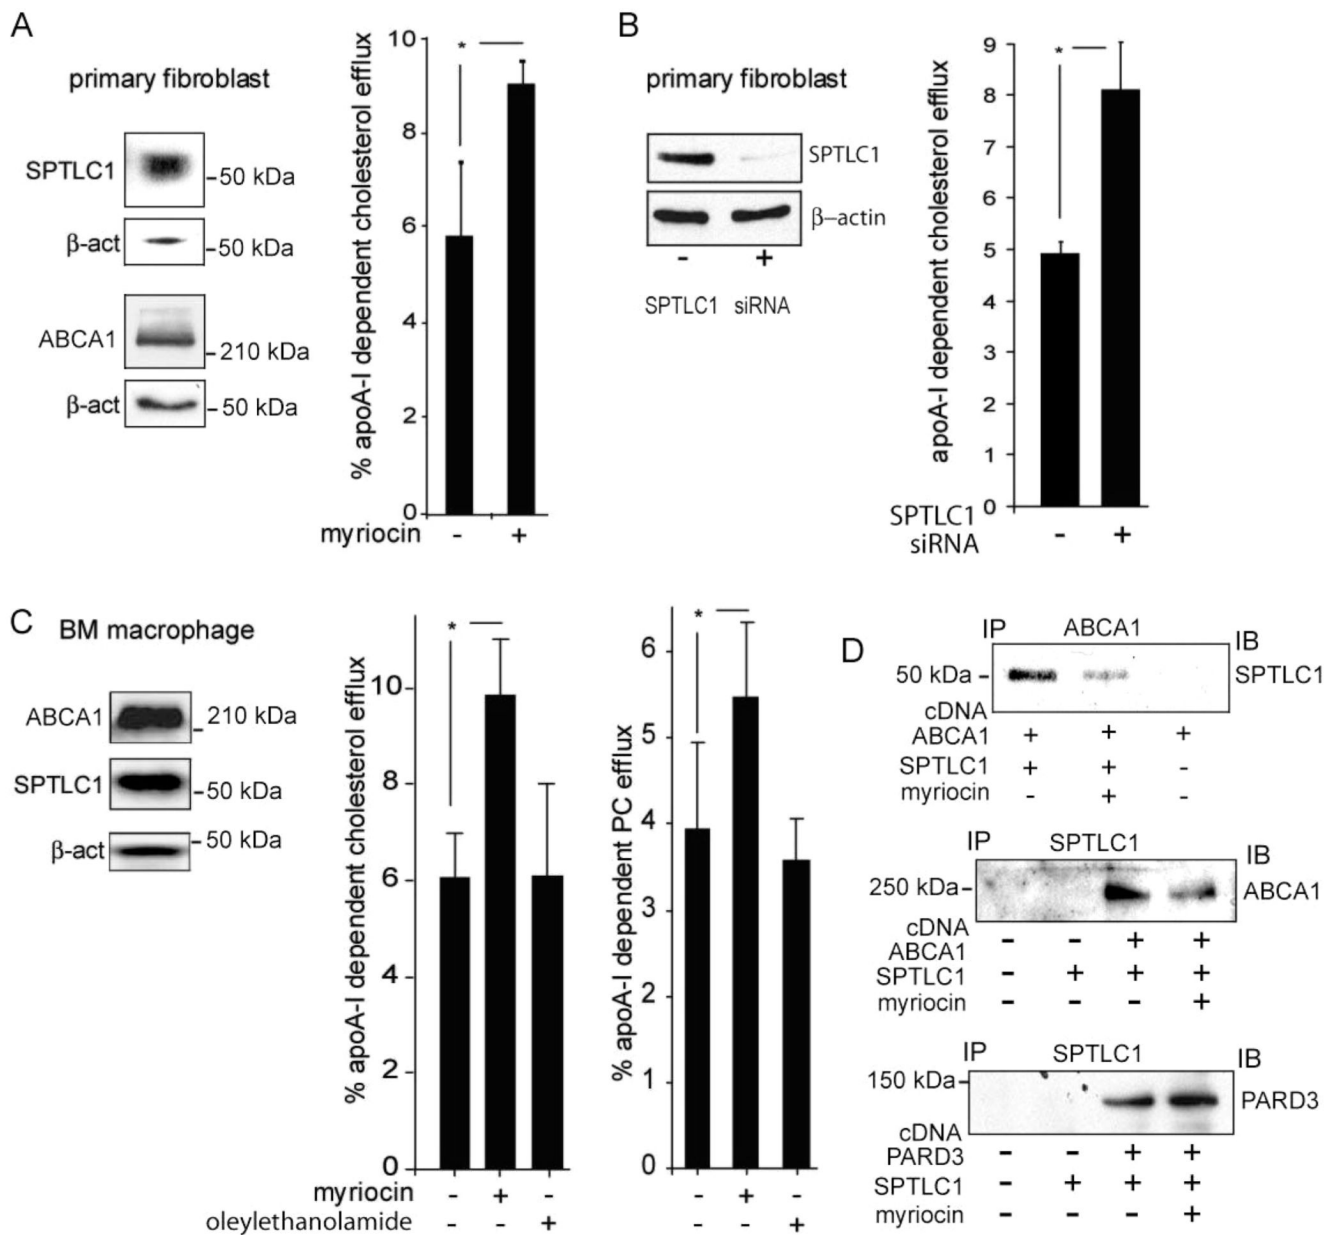 A
primary fibroblast
SPTLC1
50 kDa
β-act
50 kDa
ABCA1
210 kDa
β-act
50 kDa
% apoA-I dependent cholesterol efflux
10
8
6
4
2
0
*
myriocin - +
B
primary fibroblast
SPTLC1
β–actin
- +
SPTLC1 siRNA
apoA-I dependent cholesterol efflux
9
8
7
6
5
4
3
2
1
0
*
SPTLC1
siRNA - +
C
BM macrophage
ABCA1
210 kDa
SPTLC1
50 kDa
β-act
50 kDa
% apoA-I dependent cholesterol efflux
10
8
6
4
2
0
*
% apoA-I dependent PC efflux
6
5
4
3
2
1
0
*
myriocin - + - - + -
oleylethanolamide - - + - - +
D
IP ABCA1 IB
50 kDa SPTLC1
cDNA
ABCA1 + + +
SPTLC1 + + -
myriocin - + -
IP SPTLC1 IB
250 kDa ABCA1
cDNA
ABCA1 - - + +
SPTLC1 - + + +
myriocin - - - +
IP SPTLC1 IB
150 kDa PARD3
cDNA
PARD3 - - + +
SPTLC1 - + + +
myriocin - - - +